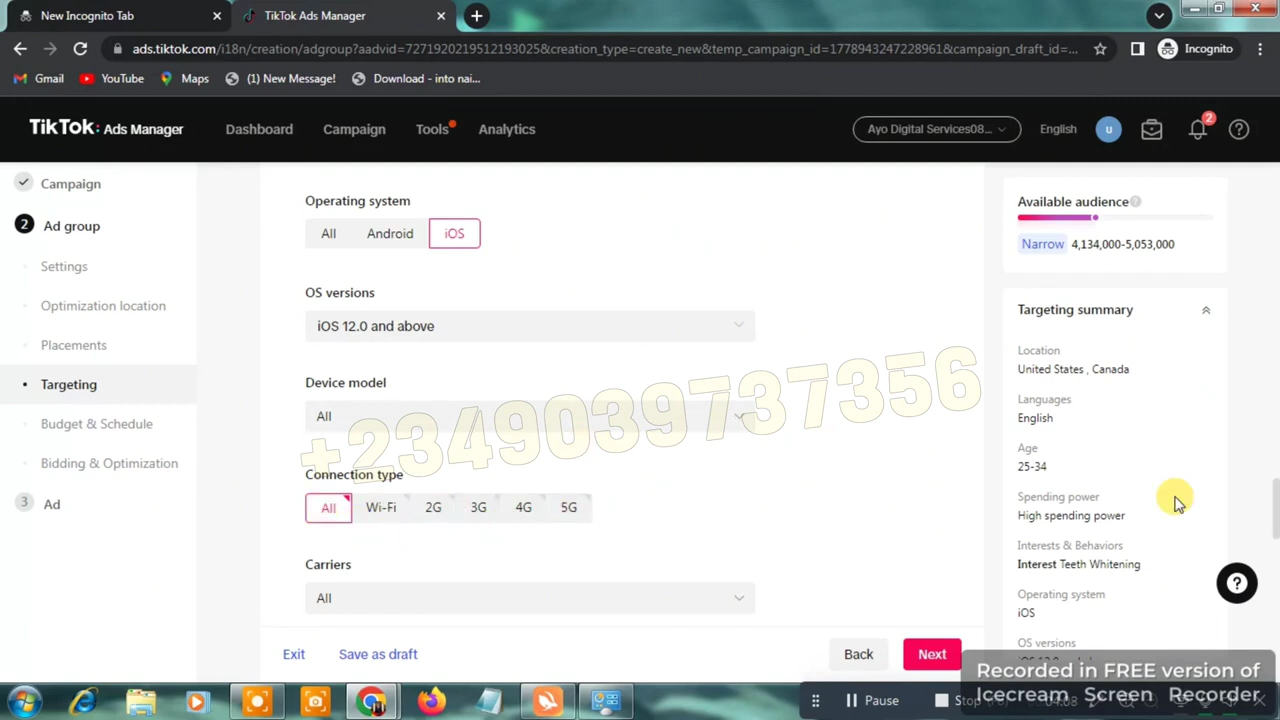 New Incognito Tab
TikTok Ads Manager
ads.tiktok.com/i18n/creation/adgroup?aadvid=7271920219512193025&creation_type=create_new&temp_campaign_id=1778943247228961&campaign_draft_id=...
Incognito
Gmail
YouTube
Maps
(1) New Message!
Download - into nai...
TikTok: Ads Manager
Dashboard
Campaign
Tools
Analytics
Ayo Digital Services08...
English
u
2
Campaign
2 Ad group
Settings
Optimization location
Placements
Targeting
Budget & Schedule
Bidding & Optimization
3 Ad
Operating system
All Android iOS
OS versions
iOS 12.0 and above
Device model
All
+2349039737356
Connection type
All Wi-Fi 2G 3G 4G 5G
Carriers
All
Exit
Save as draft
Back
Next
Available audience
Narrow 4,134,000-5,053,000
Targeting summary
Location
United States , Canada
Languages
English
Age
25-34
Spending power
High spending power
Interests & Behaviors
Interest Teeth Whitening
Operating system
iOS
OS versions
Recorded in FREE version of
Icecream Screen Recorder
Pause